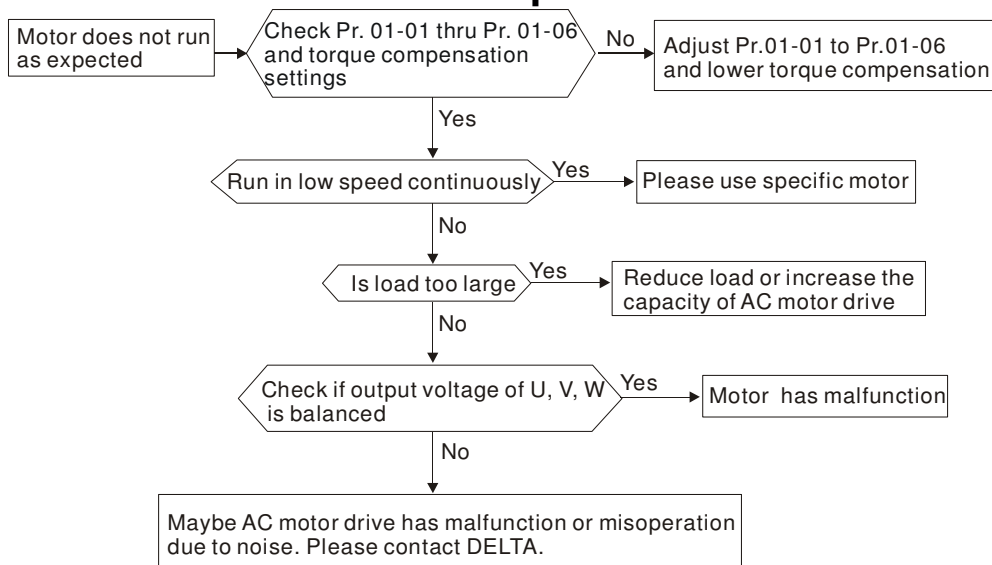 Motor does not run
as expected
Check Pr. 01-01 thru Pr. 01-06
and torque compensation
settings
No
Adjust Pr.01-01 to Pr.01-06
and lower torque compensation
Yes
Run in low speed continuously
Yes
Please use specific motor
No
Is load too large
Yes
Reduce load or increase the
capacity of AC motor drive
No
Check if output voltage of U, V, W
is balanced
Yes
Motor has malfunction
No
Maybe AC motor drive has malfunction or misoperation
due to noise. Please contact DELTA.